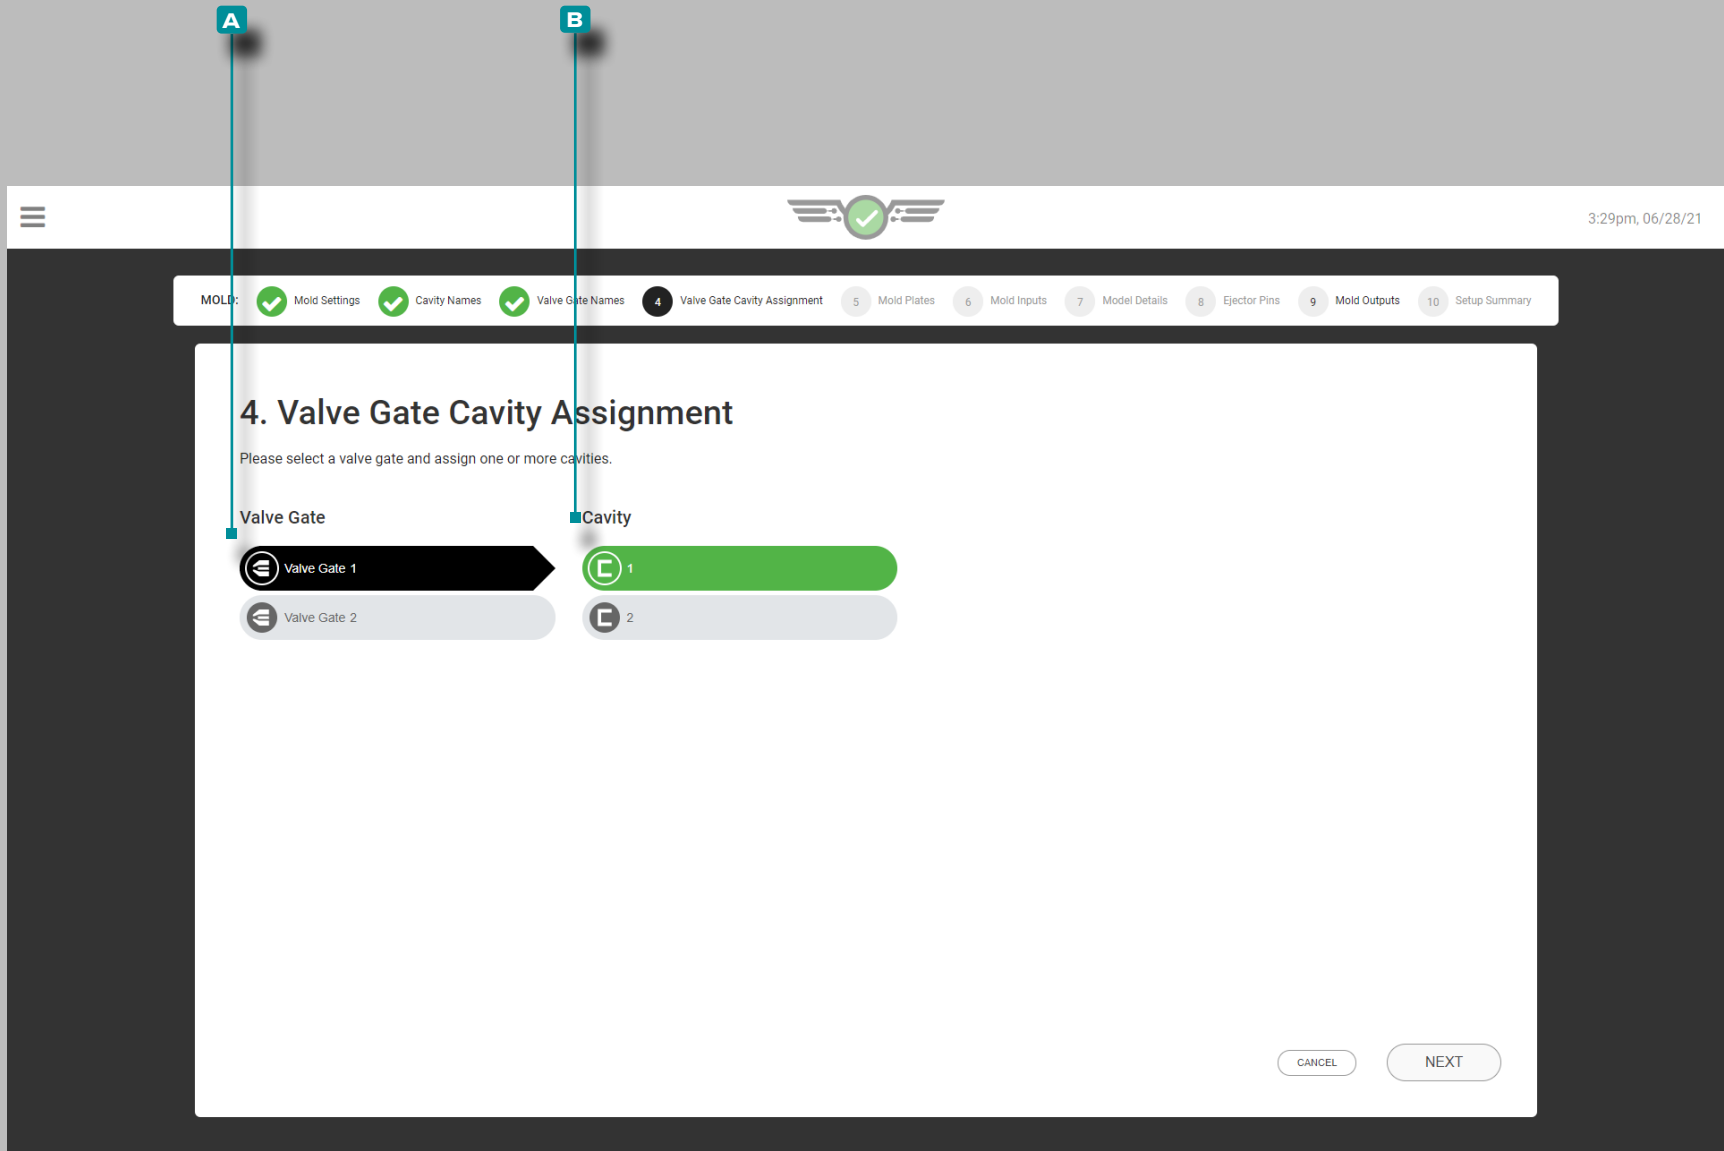 A
B
3:29pm, 06/28/21
MOLD: Mold Settings Cavity Names Valve Gate Names 4 Valve Gate Cavity Assignment 5 Mold Plates 6 Mold Inputs 7 Model Details 8 Ejector Pins 9 Mold Outputs 10 Setup Summary
4. Valve Gate Cavity Assignment
Please select a valve gate and assign one or more cavities.
Valve Gate
Cavity
Valve Gate 1
1
Valve Gate 2
2
CANCEL
NEXT